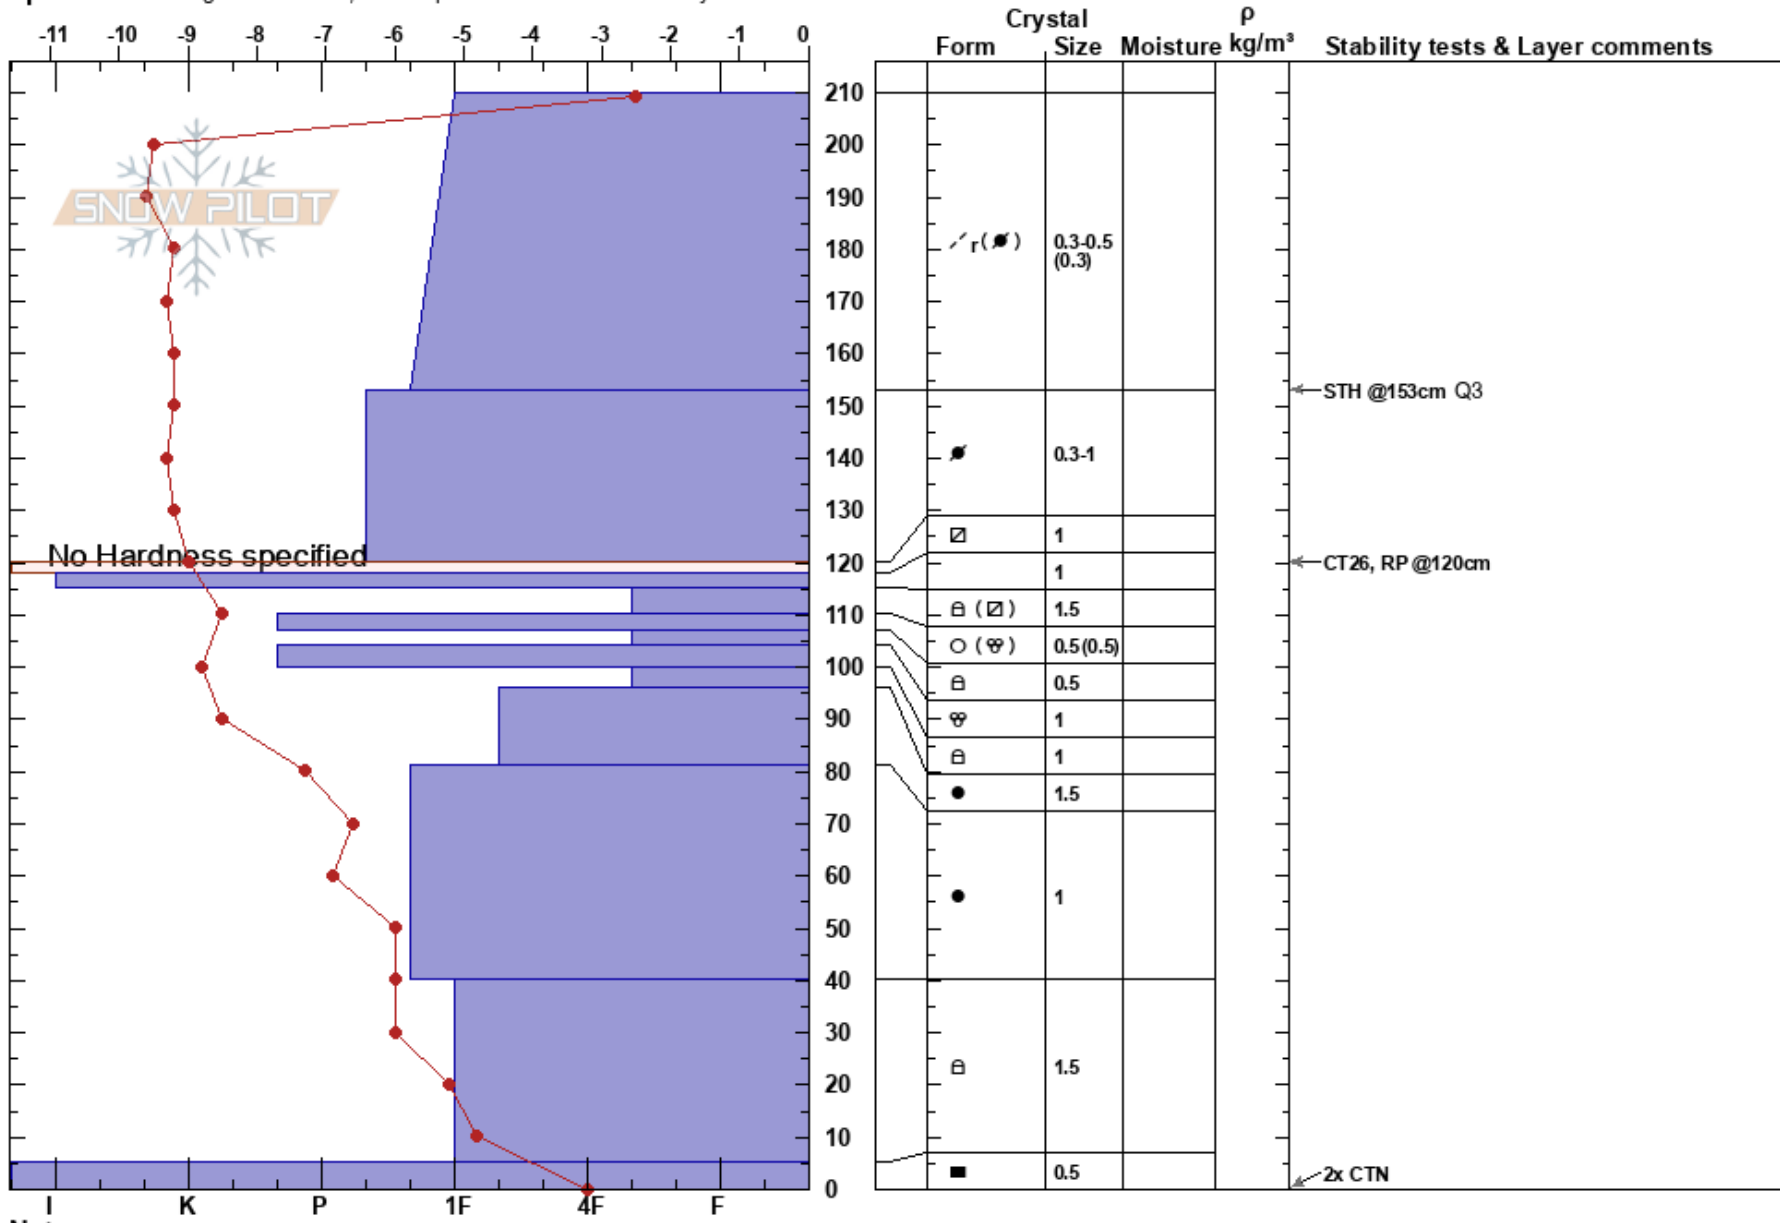 Crystal ρ
-11 -10 -9 -8 -7 -6 -5 -4 -3 -2 -1 0 Form Size Moisture kg/m³ Stability tests & Layer comments
210
200
SNOW PILOT
190
180 r ( ) 0.3-0.5
(0.3)
170
160
STH @153cm Q3
150
140 0.3-1
130
1
No Hardness specified
120 CT26, RP @120cm
1
110 ( ) 1.5
( ) 0.5(0.5)
100 0.5
90 1
1
80 1.5
70
60 1
50
40
30
20 1.5
10
0.5 2x CTN
0
I K P 1F 4F F